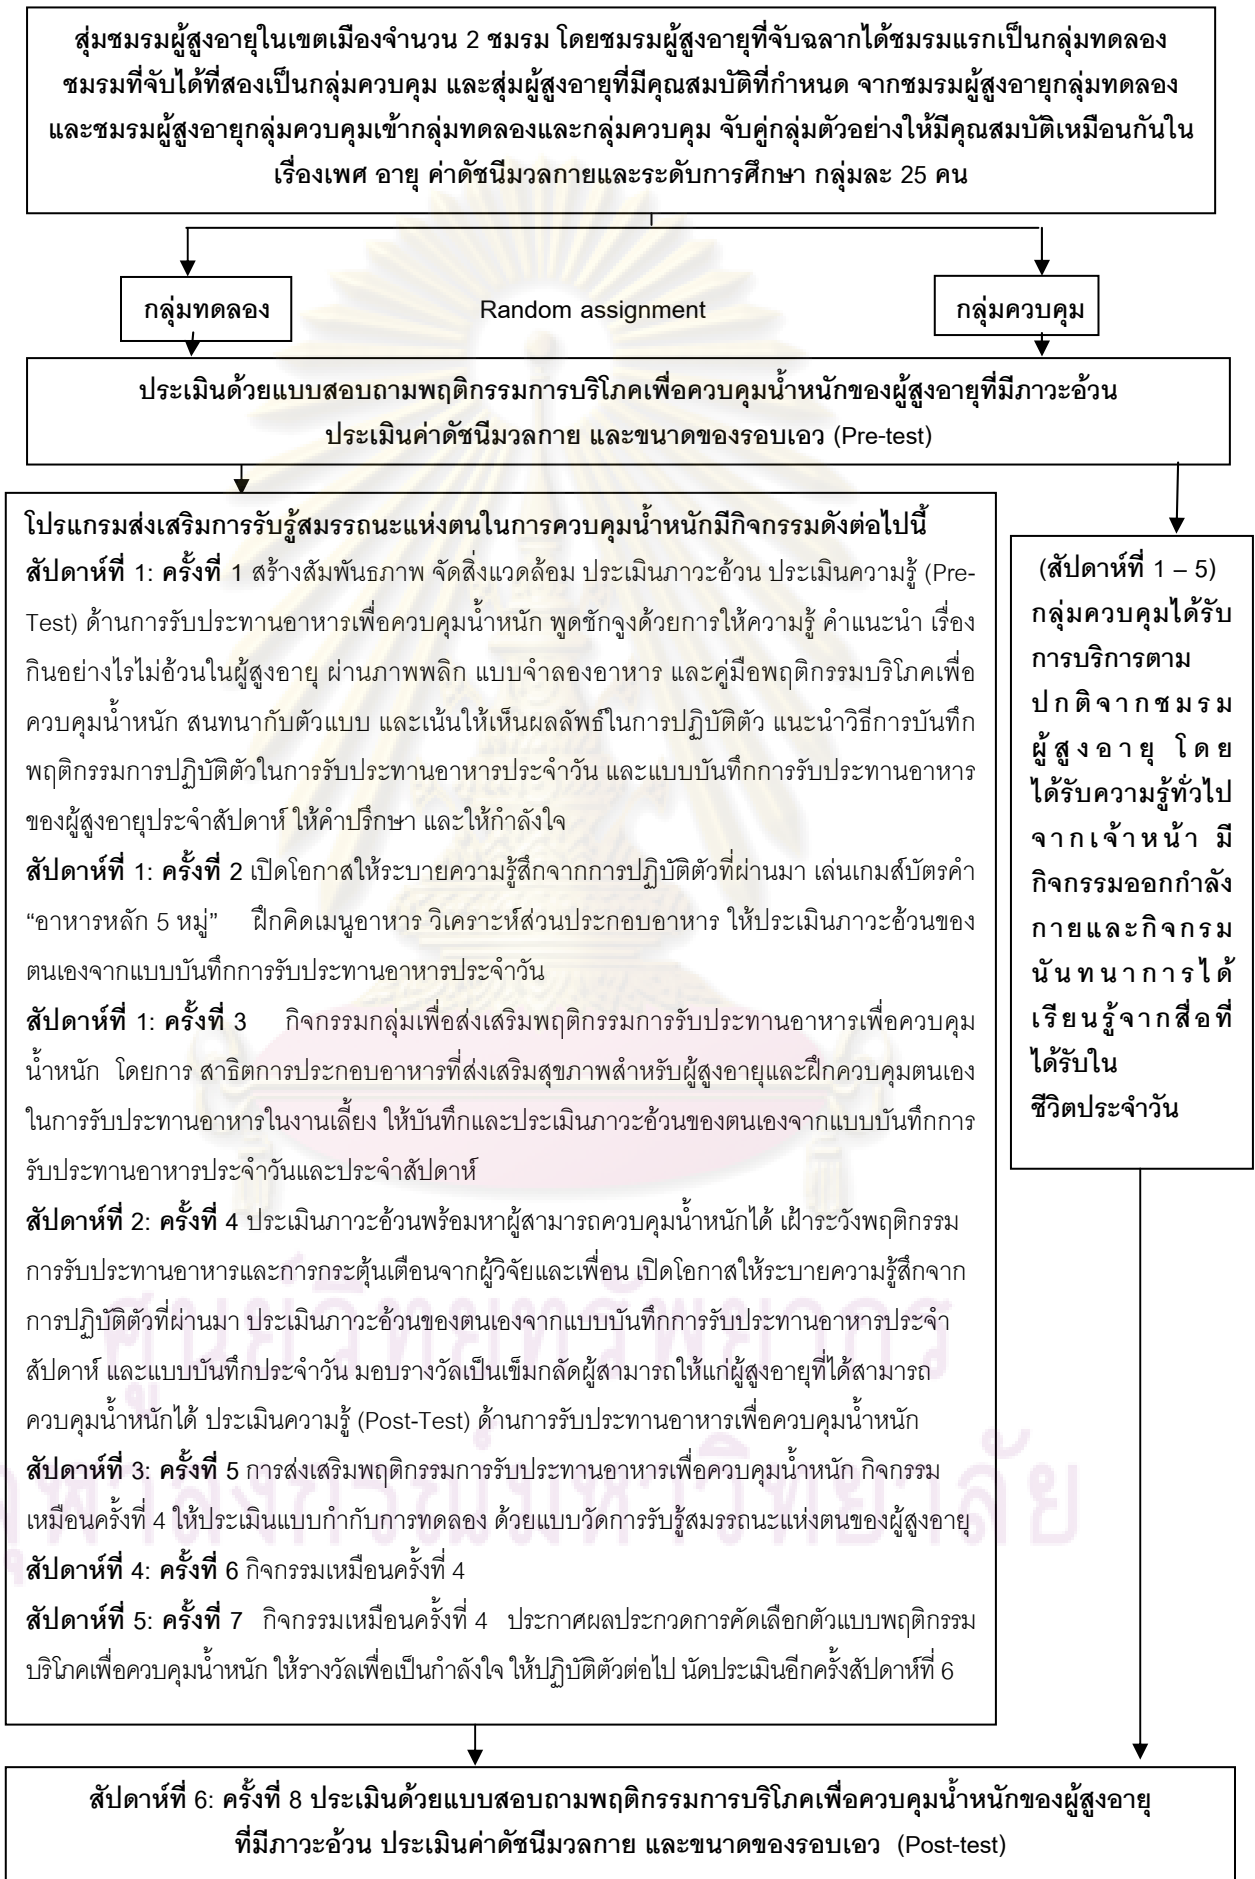 สุ่มชมรมผู้สูงอายุในเขตเมืองจำนวน 2 ชมรม โดยชมรมผู้สูงอายุที่จับฉลากได้ชมรมแรกเป็นกลุ่มทดลอง
ชมรมที่จับได้ที่สองเป็นกลุ่มควบคุม และสุ่มผู้สูงอายุที่มีคุณสมบัติที่กำหนด จากชมรมผู้สูงอายุกลุ่มทดลอง
และชมรมผู้สูงอายุกลุ่มควบคุมเข้ากลุ่มทดลองและกลุ่มควบคุม จับคู่กลุ่มตัวอย่างให้มีคุณสมบัติเหมือนกันใน
เรื่องเพศ อายุ ค่าดัชนีมวลกายและระดับการศึกษา กลุ่มละ 25 คน
กลุ่มทดลอง
Random assignment
กลุ่มควบคุม
ประเมินด้วยแบบสอบถามพฤติกรรมการบริโภคเพื่อควบคุมน้ำหนักของผู้สูงอายุที่มีภาวะอ้วน
ประเมินค่าดัชนีมวลกาย และขนาดของรอบเอว (Pre-test)
โปรแกรมส่งเสริมการรับรู้สมรรถนะแห่งตนในการควบคุมน้ำหนักมีกิจกรรมดังต่อไปนี้
สัปดาห์ที่ 1: ครั้งที่ 1 สร้างสัมพันธภาพ จัดสิ่งแวดล้อม ประเมินภาวะอ้วน ประเมินความรู้ (Pre-
Test) ด้านการรับประทานอาหารเพื่อควบคุมน้ำหนัก พูดชักจูงด้วยการให้ความรู้ คำแนะนำ เรื่อง
กินอย่างไรไม่อ้วนในผู้สูงอายุ ผ่านภาพพลิก แบบจำลองอาหาร และคู่มือพฤติกรรมบริโภคเพื่อ
ควบคุมน้ำหนัก สนทนากับตัวแบบ และเน้นให้เห็นผลลัพธ์ในการปฏิบัติตัว แนะนำวิธีการบันทึก
พฤติกรรมการปฏิบัติตัวในการรับประทานอาหารประจำวัน และแบบบันทึกการรับประทานอาหาร
ของผู้สูงอายุประจำสัปดาห์ ให้คำปรึกษา และให้กำลังใจ
สัปดาห์ที่ 1: ครั้งที่ 2 เปิดโอกาสให้ระบายความรู้สึกจากการปฏิบัติตัวที่ผ่านมา เล่นเกมส์บัตรคำ
“อาหารหลัก 5 หมู่” ฝึกคิดเมนูอาหาร วิเคราะห์ส่วนประกอบอาหาร ให้ประเมินภาวะอ้วนของ
ตนเองจากแบบบันทึกการรับประทานอาหารประจำวัน
สัปดาห์ที่ 1: ครั้งที่ 3 กิจกรรมกลุ่มเพื่อส่งเสริมพฤติกรรมการรับประทานอาหารเพื่อควบคุม
น้ำหนัก โดยการ สาธิตการประกอบอาหารที่ส่งเสริมสุขภาพสำหรับผู้สูงอายุและฝึกควบคุมตนเอง
ในการรับประทานอาหารในงานเลี้ยง ให้บันทึกและประเมินภาวะอ้วนของตนเองจากแบบบันทึกการ
รับประทานอาหารประจำวันและประจำสัปดาห์
สัปดาห์ที่ 2: ครั้งที่ 4 ประเมินภาวะอ้วนพร้อมหาผู้สามารถควบคุมน้ำหนักได้ เฝ้าระวังพฤติกรรม
การรับประทานอาหารและการกระตุ้นเตือนจากผู้วิจัยและเพื่อน เปิดโอกาสให้ระบายความรู้สึกจาก
การปฏิบัติตัวที่ผ่านมา ประเมินภาวะอ้วนของตนเองจากแบบบันทึกการรับประทานอาหารประจำ
สัปดาห์ และแบบบันทึกประจำวัน มอบรางวัลเป็นเข็มกลัดผู้สามารถให้แก่ผู้สูงอายุที่ได้สามารถ
ควบคุมน้ำหนักได้ ประเมินความรู้ (Post-Test) ด้านการรับประทานอาหารเพื่อควบคุมน้ำหนัก
สัปดาห์ที่ 3: ครั้งที่ 5 การส่งเสริมพฤติกรรมการรับประทานอาหารเพื่อควบคุมน้ำหนัก กิจกรรม
เหมือนครั้งที่ 4 ให้ประเมินแบบกำกับการทดลอง ด้วยแบบวัดการรับรู้สมรรถนะแห่งตนของผู้สูงอายุ
สัปดาห์ที่ 4: ครั้งที่ 6 กิจกรรมเหมือนครั้งที่ 4
สัปดาห์ที่ 5: ครั้งที่ 7 กิจกรรมเหมือนครั้งที่ 4 ประกาศผลประกวดการคัดเลือกตัวแบบพฤติกรรม
บริโภคเพื่อควบคุมน้ำหนัก ให้รางวัลเพื่อเป็นกำลังใจ ให้ปฏิบัติตัวต่อไป นัดประเมินอีกครั้งสัปดาห์ที่ 6
(สัปดาห์ที่ 1 – 5)
กลุ่มควบคุมได้รับ
การบริการตาม
ปกติจากชมรม
ผู้สูงอายุ โดย
ได้รับความรู้ทั่วไป
จากเจ้าหน้า มี
กิจกรรมออกกำลัง
กายและกิจกรม
นันทนาการได้
เรียนรู้จากสื่อที่
ได้รับใน
ชีวิตประจำวัน
สัปดาห์ที่ 6: ครั้งที่ 8 ประเมินด้วยแบบสอบถามพฤติกรรมการบริโภคเพื่อควบคุมน้ำหนักของผู้สูงอายุ
ที่มีภาวะอ้วน ประเมินค่าดัชนีมวลกาย และขนาดของรอบเอว (Post-test)
ศูนย์วิทยทรัพยากร
จุฬาลงกรณ์มหาวิทยาลัย